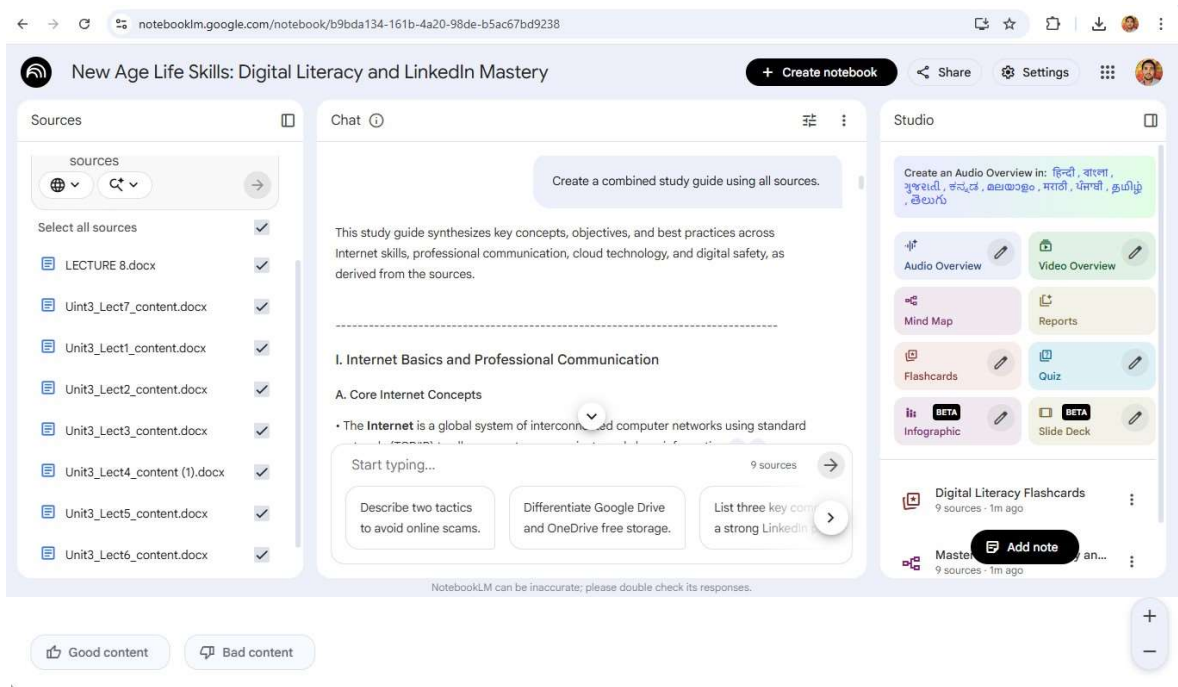 notebooklm.google.com/notebook/b9bda134-161b-4a20-98de-b5ac67bd9238
New Age Life Skills: Digital Literacy and LinkedIn Mastery
+ Create notebook
Share
Settings
Sources
sources
Select all sources
LECTURE 8.docx
Uint3_Lect7_content.docx
Unit3_Lect1_content.docx
Unit3_Lect2_content.docx
Unit3_Lect3_content.docx
Unit3_Lect4_content (1).docx
Unit3_Lect5_content.docx
Unit3_Lect6_content.docx
Chat
Create a combined study guide using all sources.
This study guide synthesizes key concepts, objectives, and best practices across
Internet skills, professional communication, cloud technology, and digital safety, as
derived from the sources.
I. Internet Basics and Professional Communication
A. Core Internet Concepts
• The Internet is a global system of interconnected computer networks using standard
Start typing...
9 sources
Describe two tactics
to avoid online scams.
Differentiate Google Drive
and OneDrive free storage.
List three key
a strong LinkedIn
NotebookLM can be inaccurate; please double check its responses.
Studio
Create an Audio Overview in: हिन्दी, বাংলা,
ગુજરાતી, ಕನ್ನಡ, മലയാളം, मराठी, ਪੰਜਾਬੀ, தமிழ்
, తెలుగు
Audio Overview
Video Overview
Mind Map
Reports
Flashcards
Quiz
BETA
Infographic
BETA
Slide Deck
Digital Literacy Flashcards
9 sources · 1m ago
Add note
9 sources · 1m ago
Good content
Bad content